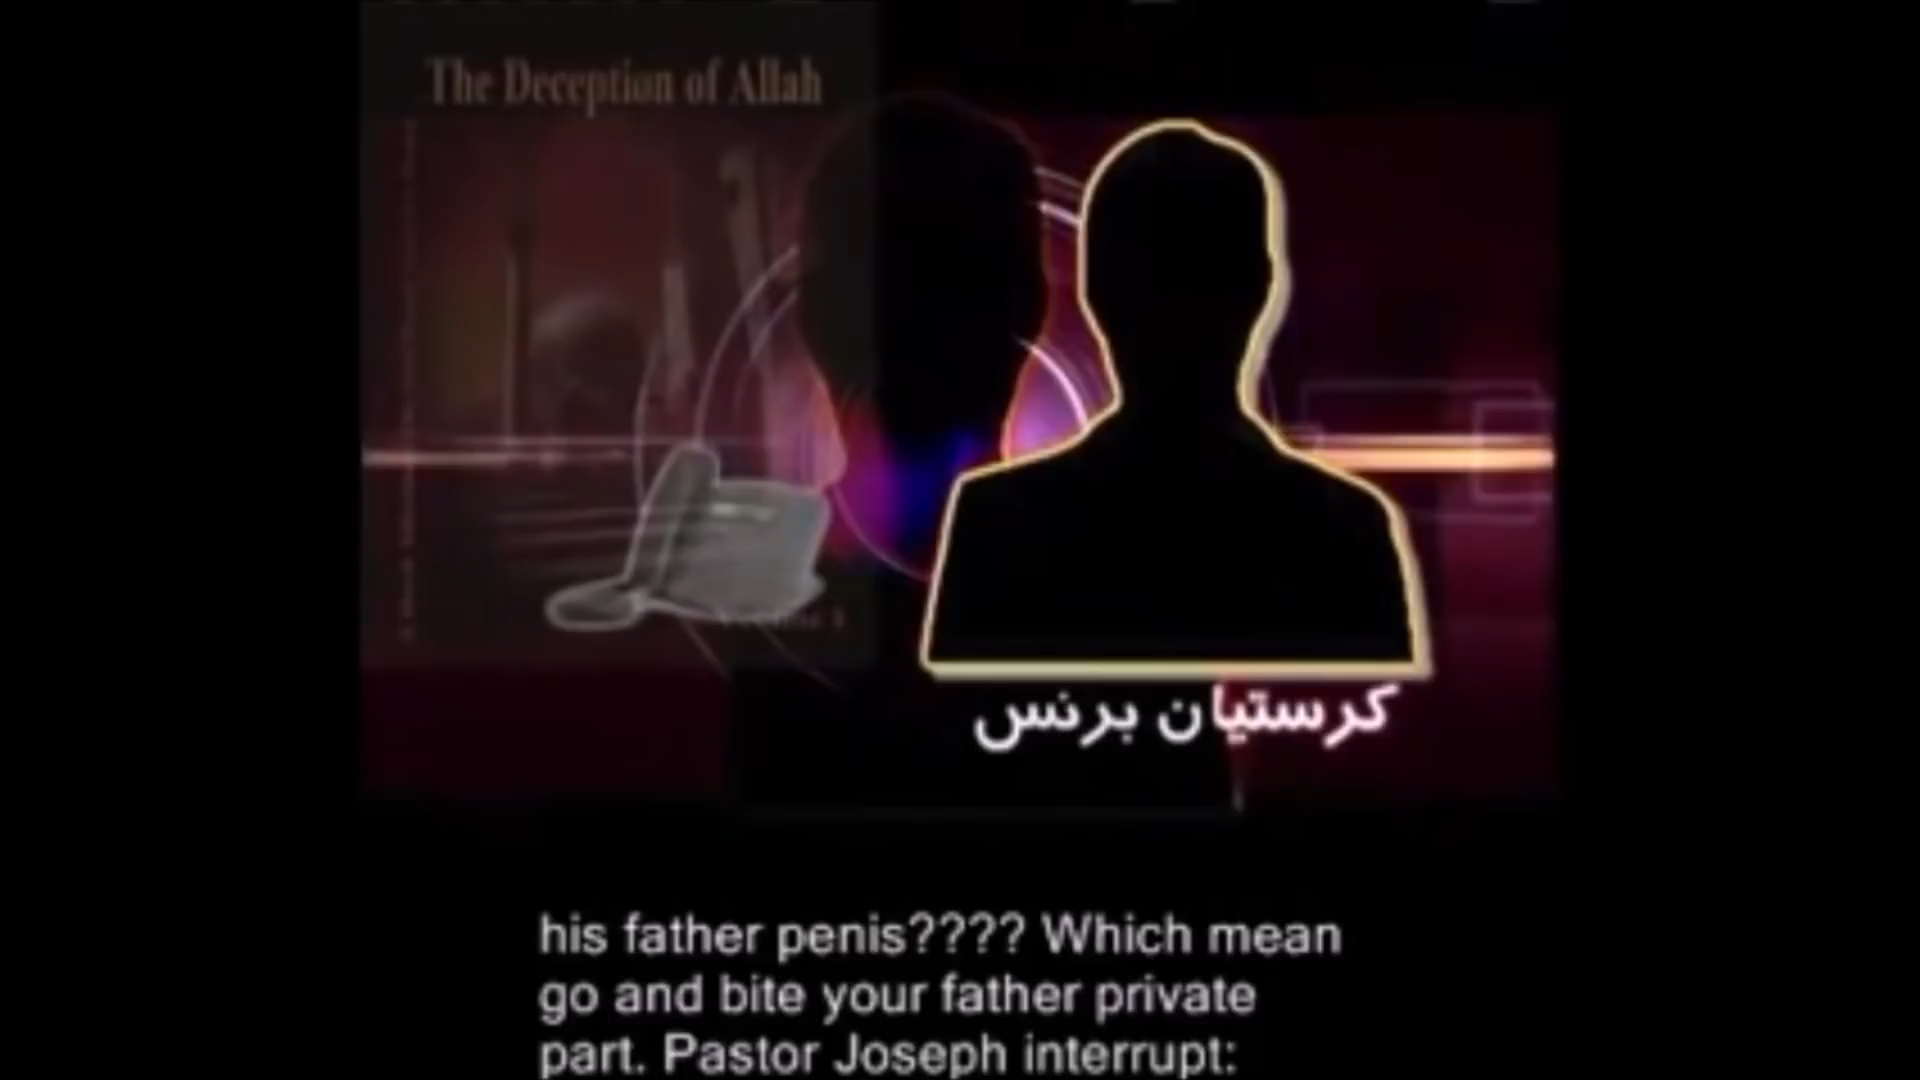 The Deception of Allah
كرستيان برنس
his father penis???? Which mean
go and bite your father private
part. Pastor Joseph interrupt: